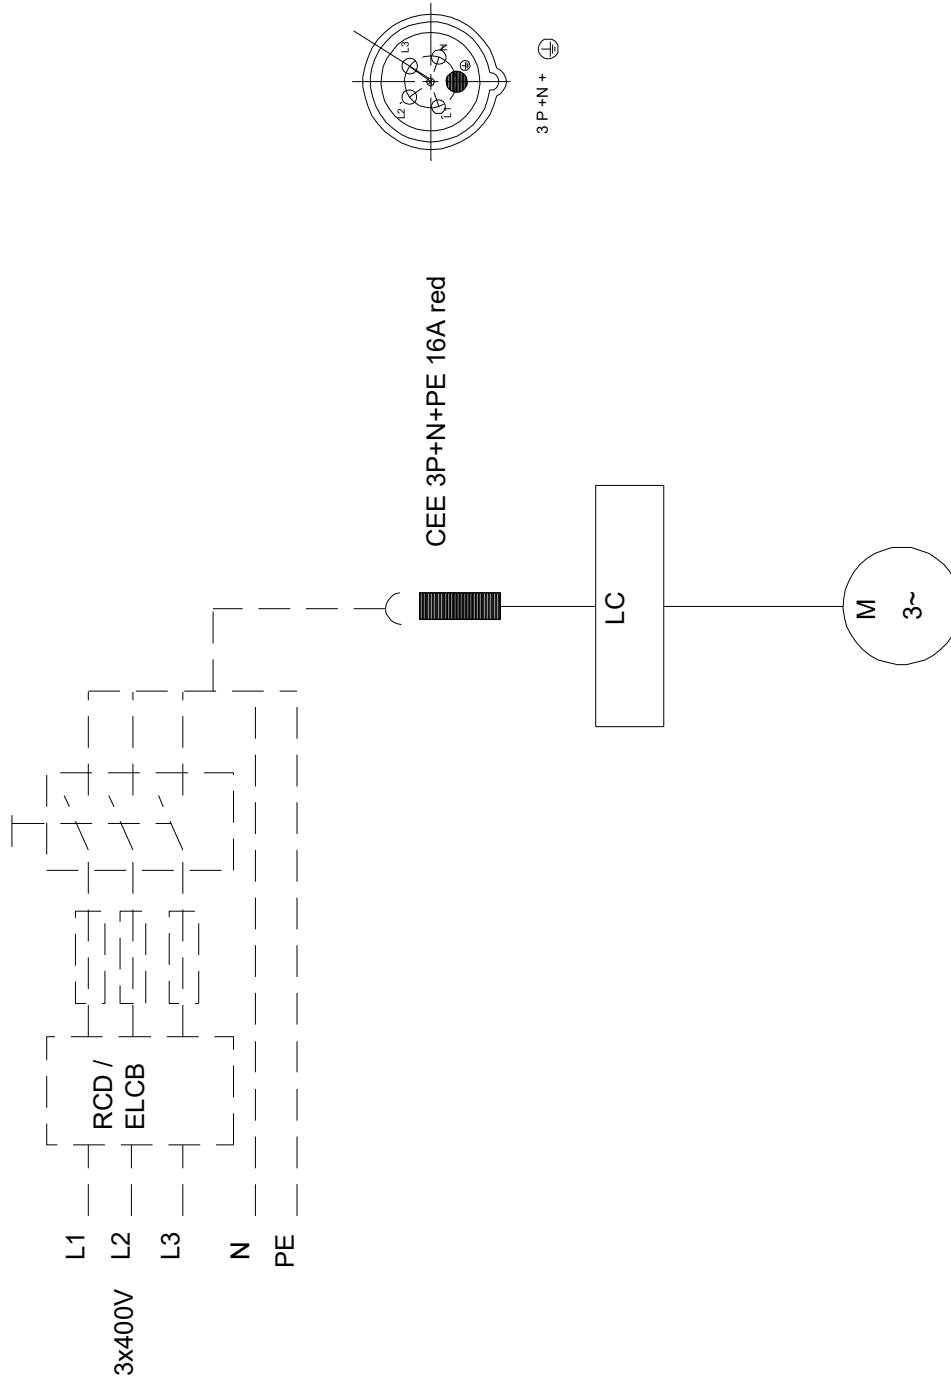 3x400V
L1
L2
L3
N
PE
RCD /
ELCB
CEE 3P+N+PE 16A red
LC
M
3~
L3
N
L2
L1
3 P +N +